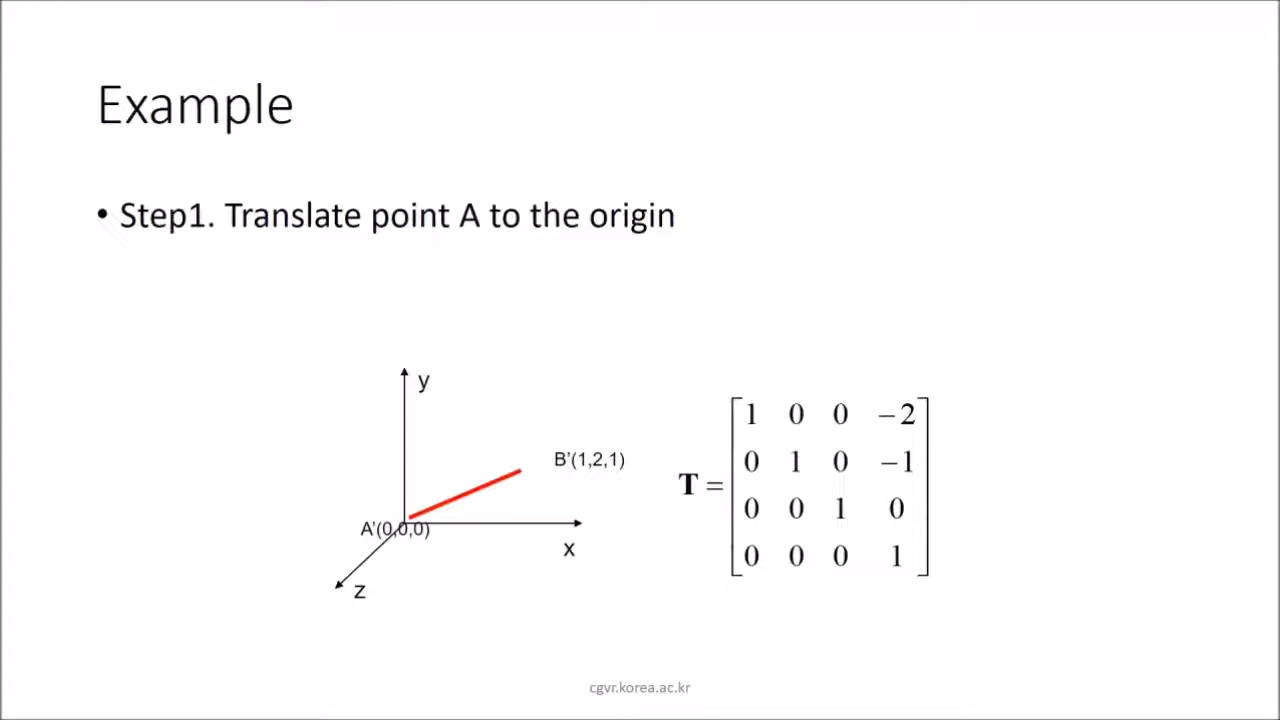 Example
• Step1. Translate point A to the origin
y
B’(1,2,1)
A’(0,0,0)
x
z
T =
1 0 0 −2
0 1 0 −1
0 0 1 0
0 0 0 1
cgvr.korea.ac.kr